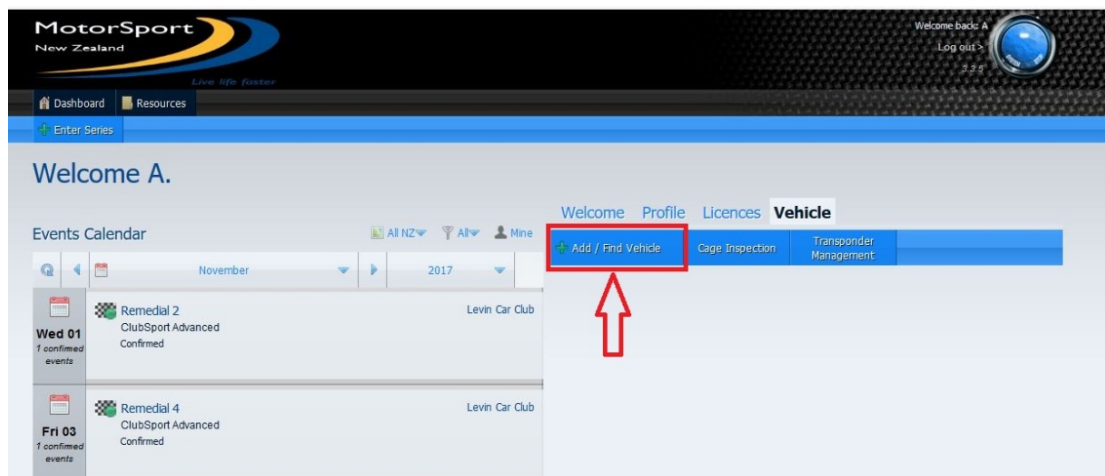 MotorSport
New Zealand
Live life faster
Welcome back: A
Log out >
3.3.5
Dashboard Resources
Enter Series
Welcome A.
Welcome Profile Licences Vehicle
Events Calendar
All NZ All Mine
Add / Find Vehicle
Cage Inspection
Transponder
Management
November
2017
Wed 01
1 confirmed
events
Remedial 2
ClubSport Advanced
Confirmed
Levin Car Club
Fri 03
1 confirmed
events
Remedial 4
ClubSport Advanced
Confirmed
Levin Car Club